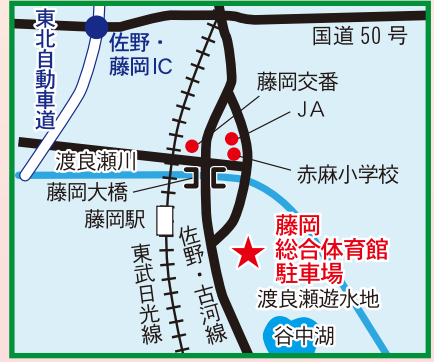 東北自動車道
佐野・
藤岡IC
国道50号
藤岡交番
JA
渡良瀬川
赤麻小学校
藤岡大橋
藤岡駅
東武日光線
佐野・古河線
藤岡
総合体育館
駐車場
渡良瀬遊水地
谷中湖